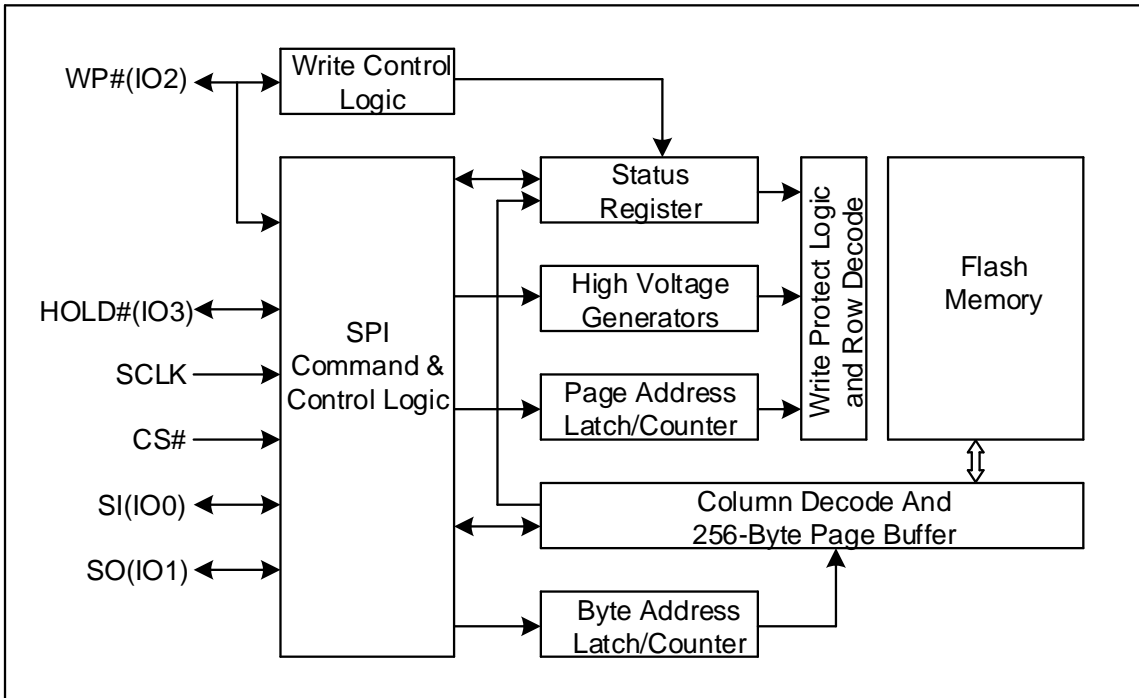 WP#(IO2)
Write Control
Logic
Status
Register
HOLD#(IO3)
SCLK
CS#
SI(IO0)
SO(IO1)
SPI
Command &
Control Logic
High Voltage
Generators
Page Address
Latch/Counter
Write Protect Logic
and Row Decode
Flash
Memory
Column Decode And
256-Byte Page Buffer
Byte Address
Latch/Counter